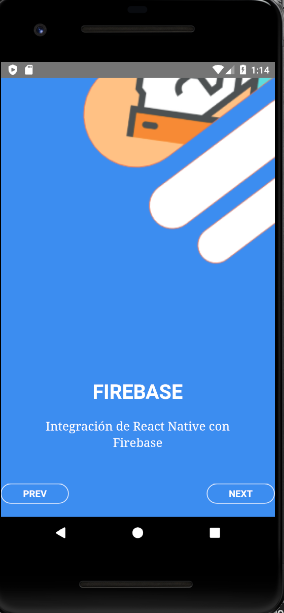 1:14
FIREBASE
Integración de React Native con
Firebase
PREV
NEXT